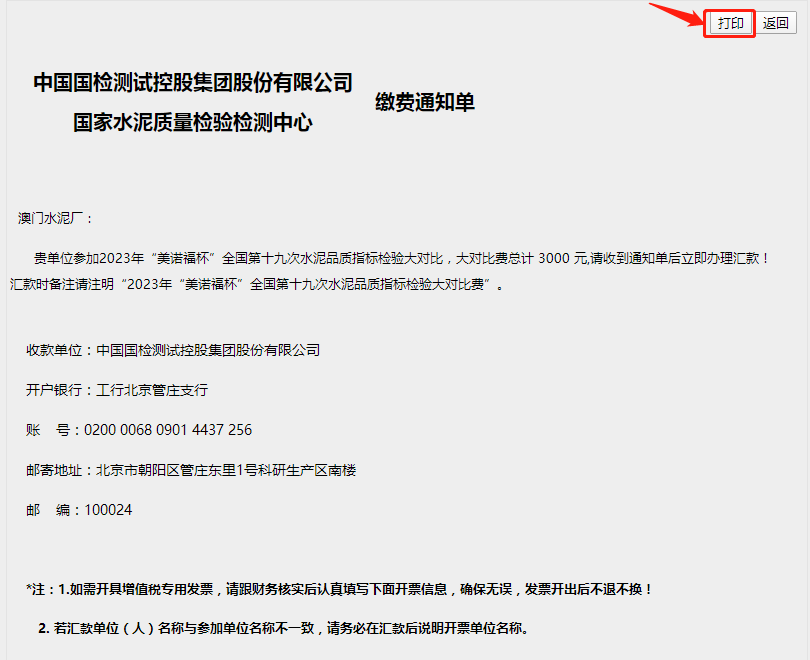 打印 返回
中国国检测试控股集团股份有限公司
国家水泥质量检验检测中心
缴费通知单
澳门水泥厂：
贵单位参加2023年“美诺福杯”全国第十九次水泥品质指标检验大对比，大对比费总计 3000 元,请收到通知单后立即办理汇款！
汇款时备注请注明“2023年“美诺福杯”全国第十九次水泥品质指标检验大对比费”。
收款单位：中国国检测试控股集团股份有限公司
开户银行：工行北京管庄支行
账 号：0200 0068 0901 4437 256
邮寄地址：北京市朝阳区管庄东里1号科研生产区南楼
邮 编：100024
*注：1.如需开具增值税专用发票，请跟财务核实后认真填写下面开票信息，确保无误，发票开出后不退不换！
2. 若汇款单位（人）名称与参加单位名称不一致，请务必在汇款后说明开票单位名称。